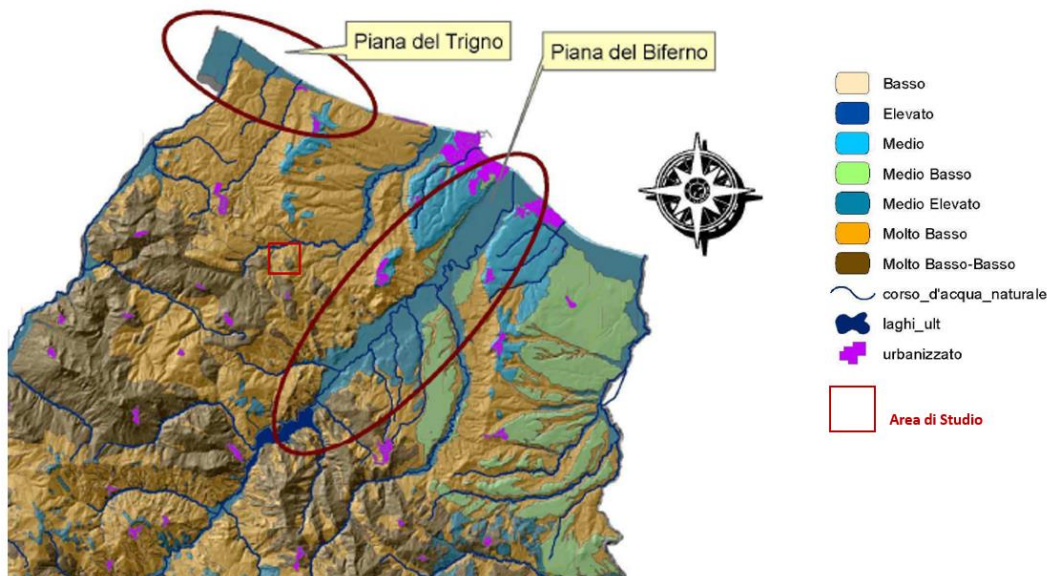 Piana del Trigno
Piana del Biferno
Basso
Elevato
Medio
Medio Basso
Medio Elevato
Molto Basso
Molto Basso-Basso
corso_d'acqua_naturale
laghi_ult
urbanizzato
Area di Studio